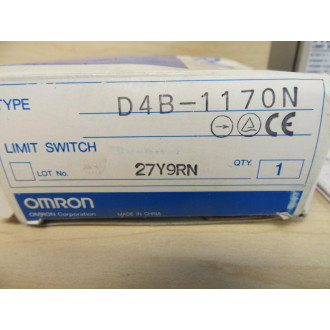 TYPE D4B-1170N
CE
LIMIT SWITCH
LOT No. 27Y9RN QTY. 1
OMRON
OMRON Corporation MADE IN CHINA